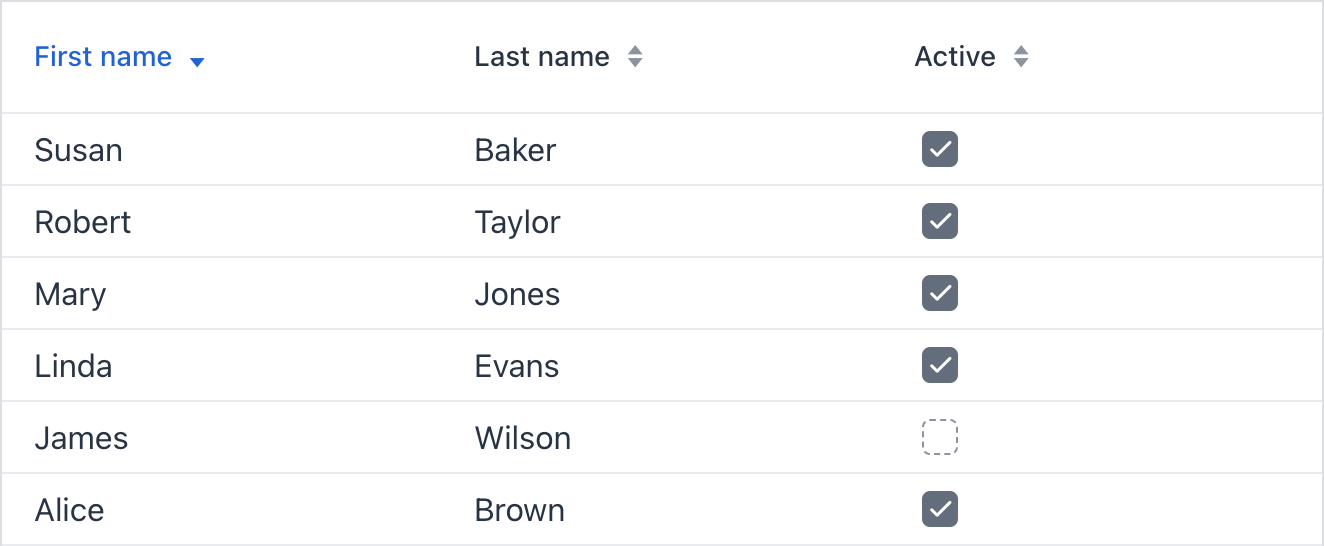 First name Last name Active
Susan Baker
Robert Taylor
Mary Jones
Linda Evans
James Wilson
Alice Brown